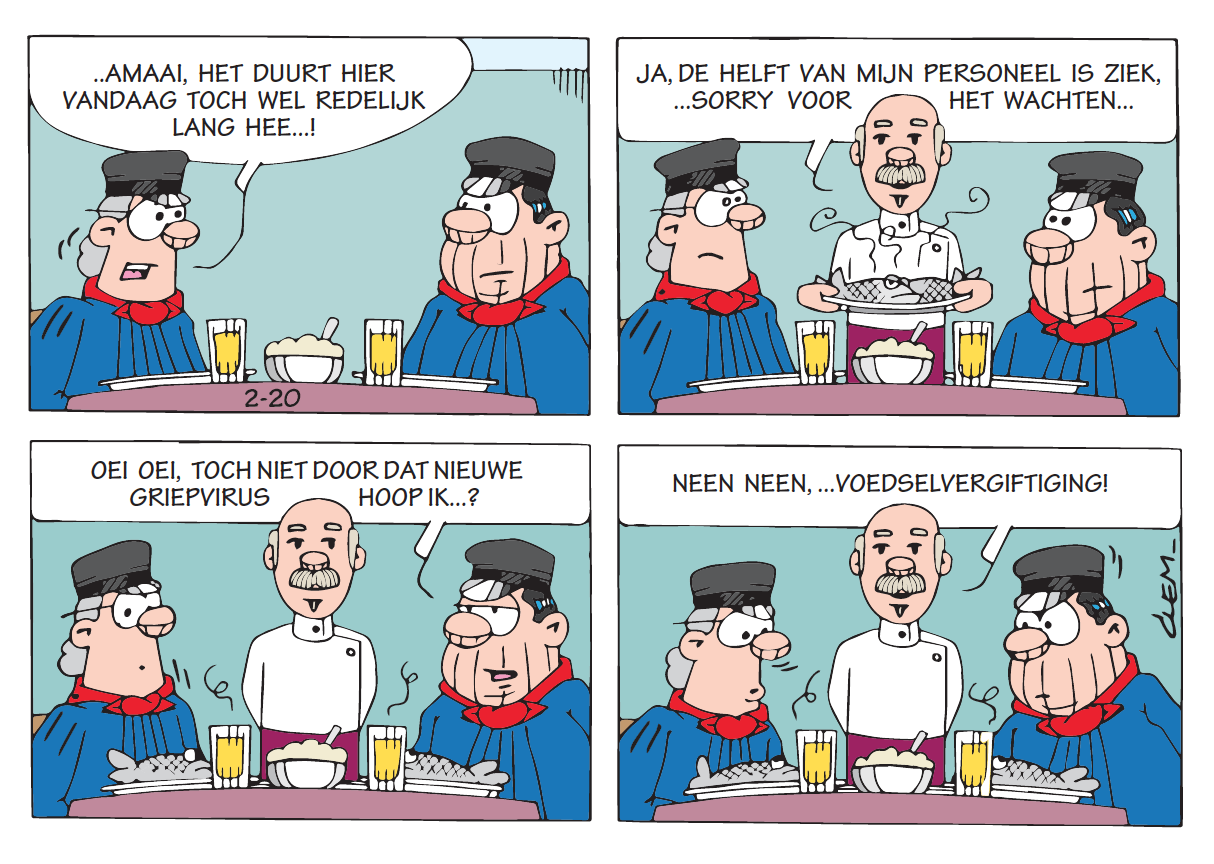 ..AMAAI, HET DUURT HIER
VANDAAG TOCH WEL REDELIJK
LANG HEE...!
2-20
JA, DE HELFT VAN MIJN PERSONEEL IS ZIEK,
...SORRY VOOR HET WACHTEN...
OEI OEI, TOCH NIET DOOR DAT NIEUWE
GRIEPVIRUS HOOP IK...?
NEEN NEEN, ...VOEDSELVERGIFTIGING!
CLEM_